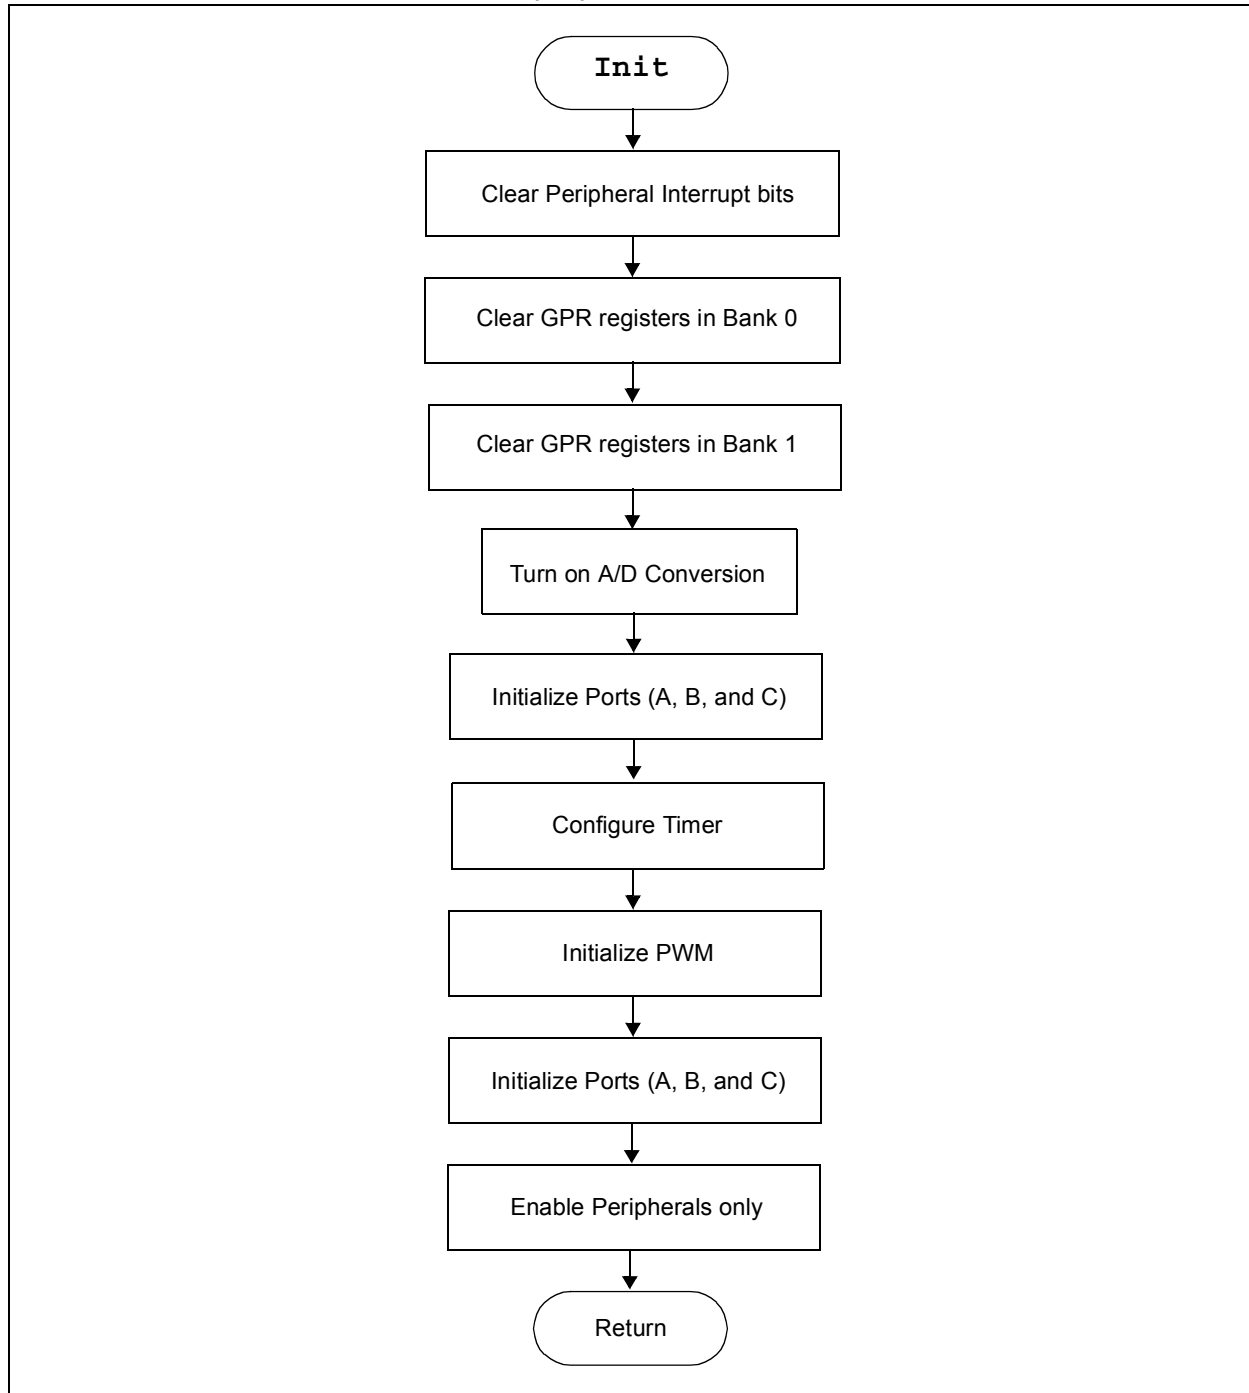 Init
Clear Peripheral Interrupt bits
Clear GPR registers in Bank 0
Clear GPR registers in Bank 1
Turn on A/D Conversion
Initialize Ports (A, B, and C)
Configure Timer
Initialize PWM
Initialize Ports (A, B, and C)
Enable Peripherals only
Return